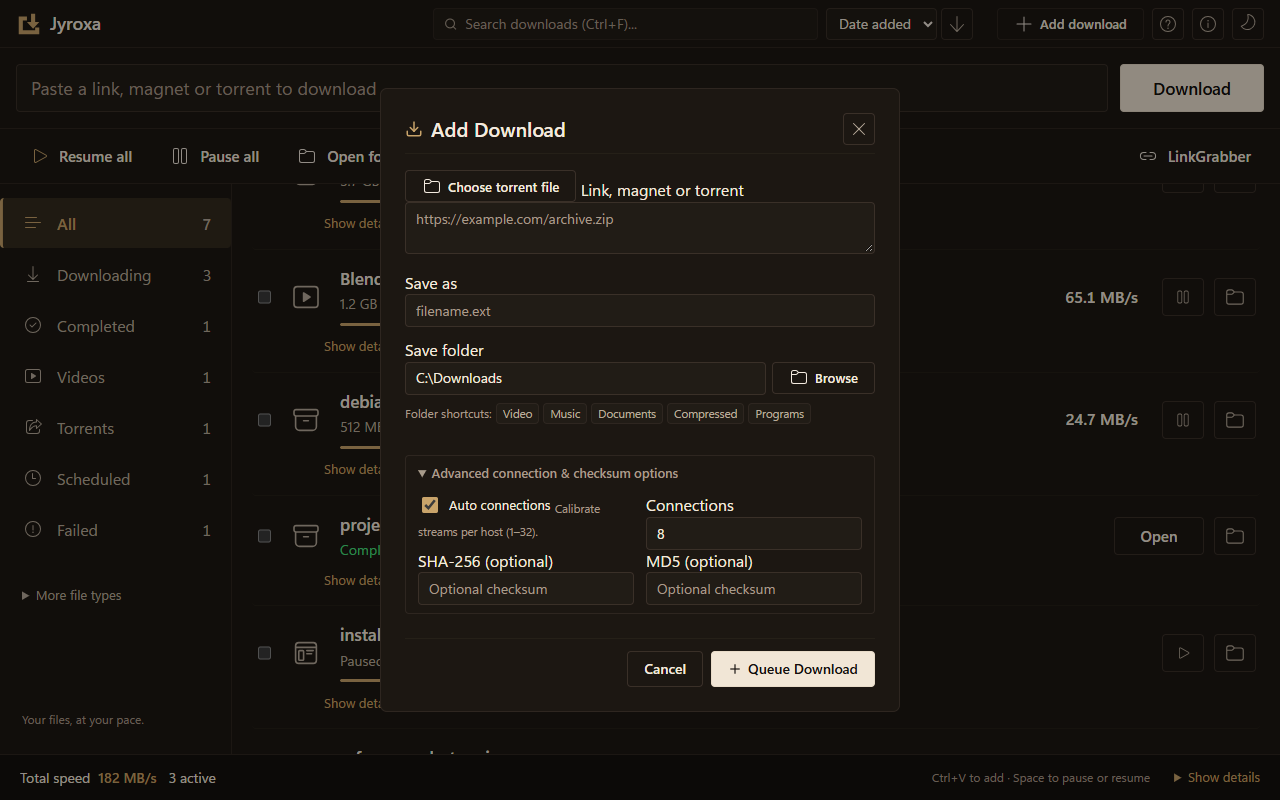 Jyroxa
Search downloads (Ctrl+F)...
Date added
Add download
Paste a link, magnet or torrent to download
Download
Resume all
Pause all
Open fo
LinkGrabber
All 7
Downloading 3
Completed 1
Videos 1
Torrents 1
Scheduled 1
Failed 1
More file types
Your files, at your pace.
Show deta
Blend
1.2 GB
65.1 MB/s
Show deta
debia
512 MB
24.7 MB/s
Show deta
proje
Compl
Open
Show deta
instal
Paused
Show deta
Add Download
Choose torrent file
Link, magnet or torrent
https://example.com/archive.zip
Save as
filename.ext
Save folder
C:\Downloads
Browse
Folder shortcuts: Video Music Documents Compressed Programs
Advanced connection & checksum options
Auto connections Calibrate
streams per host (1–32).
Connections
8
SHA-256 (optional)
Optional checksum
MD5 (optional)
Optional checksum
Cancel
+ Queue Download
Total speed 182 MB/s 3 active
Ctrl+V to add · Space to pause or resume
Show details